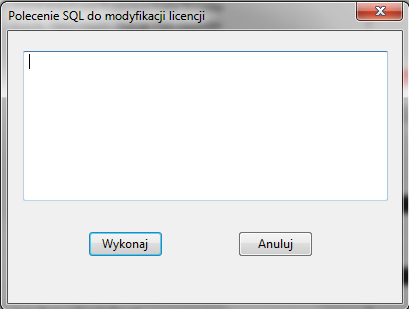 Polecenie SQL do modyfikacji licencji
Wykonaj
Anuluj